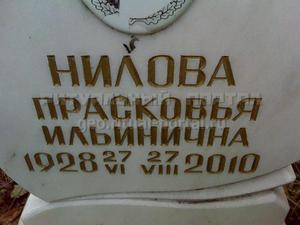 НИЛОВА
ПРАСКОВЬЯ
ИЛЬИНИЧНА
1928 27 27 2010
VI VIII